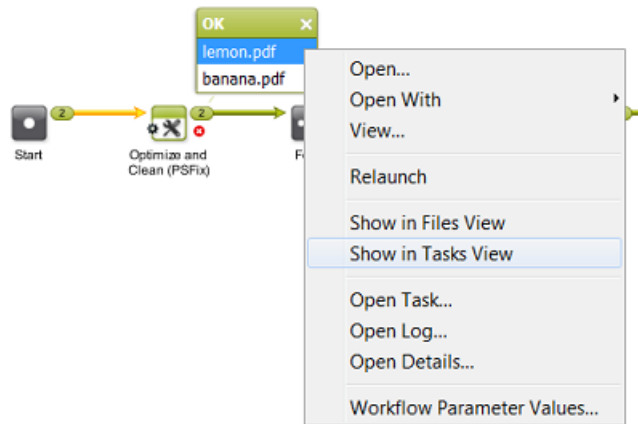 OK
lemon.pdf
banana.pdf
2
2
Start
Optimize and
Clean (PSFix)
Open...
Open With
View...
Relaunch
Show in Files View
Show in Tasks View
Open Task...
Open Log...
Open Details...
Workflow Parameter Values...